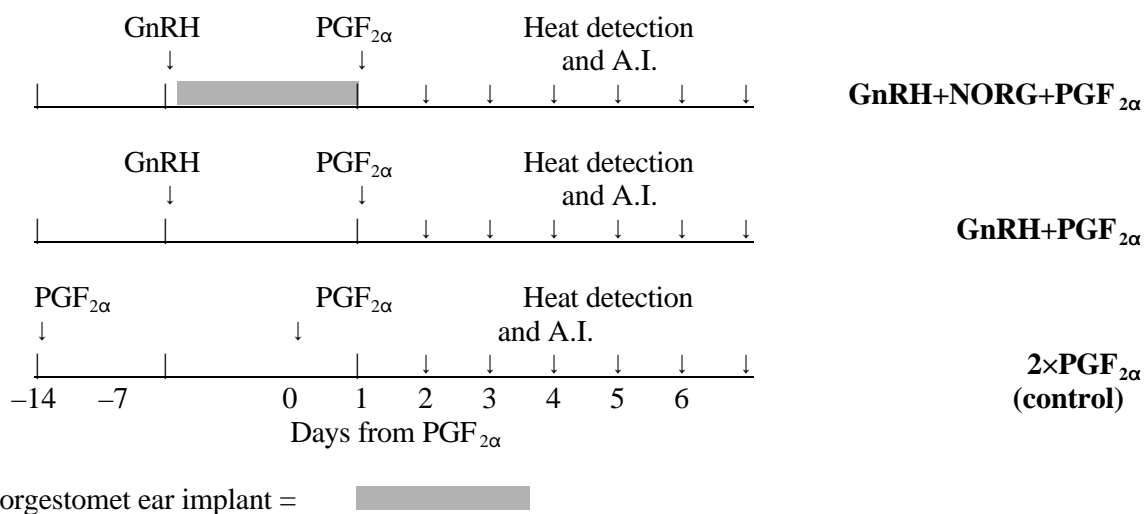 GnRH PGF2α Heat detection
↓ ↓ and A.I.
↓ ↓ ↓ ↓ ↓ ↓ GnRH+NORG+PGF2α
GnRH PGF2α Heat detection
↓ ↓ and A.I.
↓ ↓ ↓ ↓ ↓ ↓ GnRH+PGF2α
PGF2α PGF2α Heat detection
↓ ↓ and A.I.
↓ ↓ ↓ ↓ ↓ ↓ 2×PGF2α
–14 –7 0 1 2 3 4 5 6 (control)
Days from PGF2α
orgestomet ear implant =